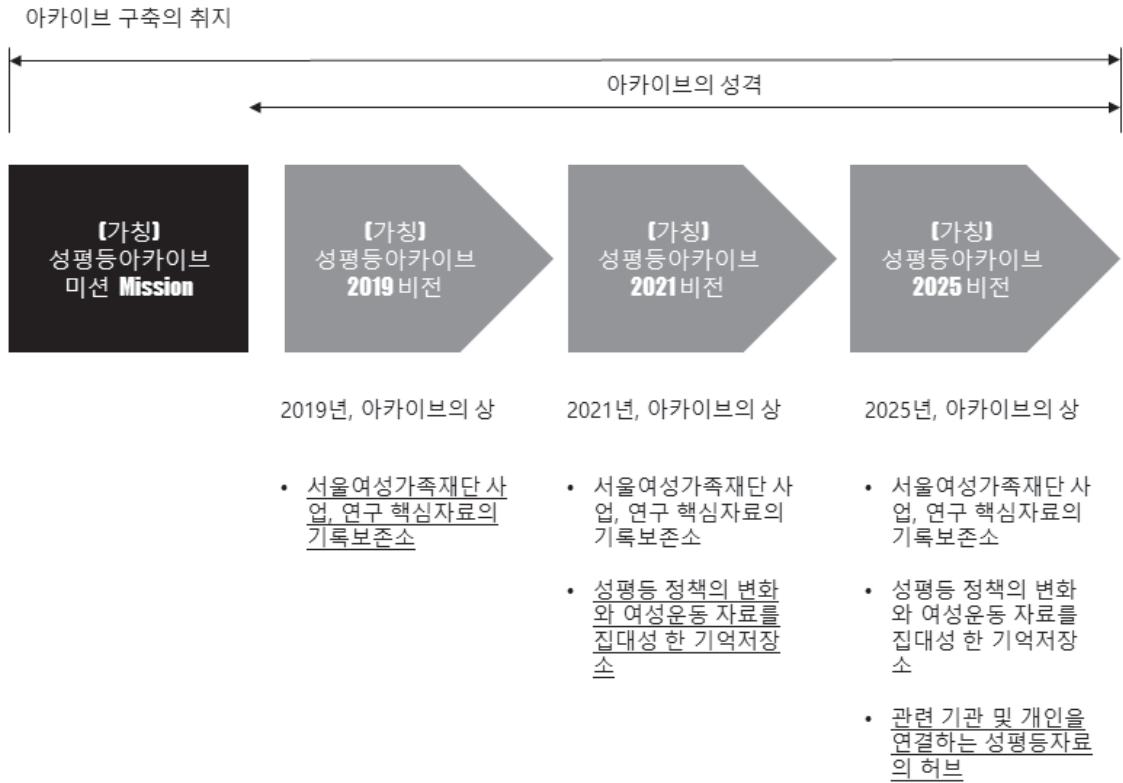 아카이브 구축의 취지
아카이브의 성격
(가칭)
성평등아카이브
미션 Mission
(가칭)
성평등아카이브
2019 비전
(가칭)
성평등아카이브
2021 비전
(가칭)
성평등아카이브
2025 비전
2019년, 아카이브의 상
• 서울여성가족재단 사
업, 연구 핵심자료의
기록보존소
2021년, 아카이브의 상
• 서울여성가족재단 사
업, 연구 핵심자료의
기록보존소
• 성평등 정책의 변화
와 여성운동 자료를
집대성 한 기억저장
소
2025년, 아카이브의 상
• 서울여성가족재단 사
업, 연구 핵심자료의
기록보존소
• 성평등 정책의 변화
와 여성운동 자료를
집대성 한 기억저장
소
• 관련 기관 및 개인을
연결하는 성평등자료
의 허브